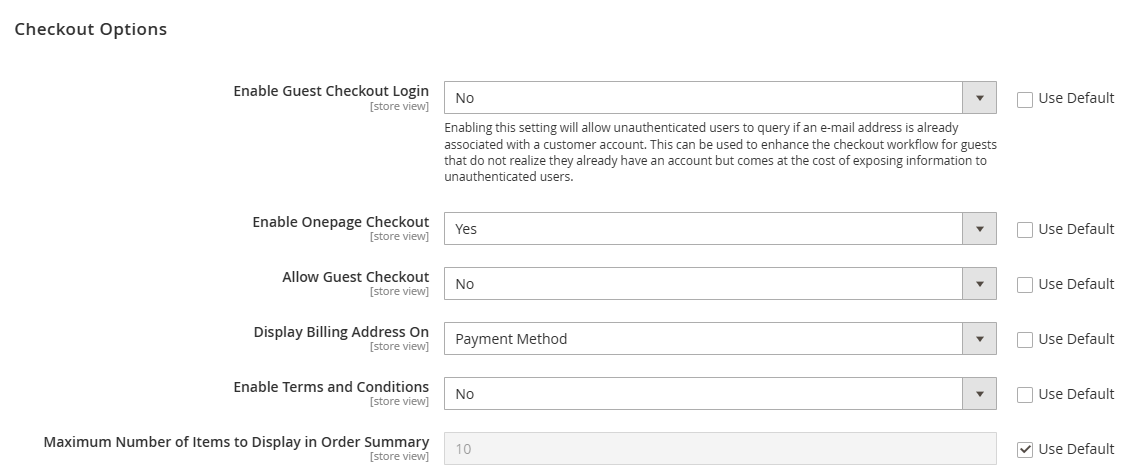 Checkout Options
Enable Guest Checkout Login
[store view]
No
Use Default
Enabling this setting will allow unauthenticated users to query if an e-mail address is already
associated with a customer account. This can be used to enhance the checkout workflow for guests
that do not realize they already have an account but comes at the cost of exposing information to
unauthenticated users.
Enable Onepage Checkout
[store view]
Yes
Use Default
Allow Guest Checkout
[store view]
No
Use Default
Display Billing Address On
[store view]
Payment Method
Use Default
Enable Terms and Conditions
[store view]
No
Use Default
Maximum Number of Items to Display in Order Summary
[store view]
10
Use Default